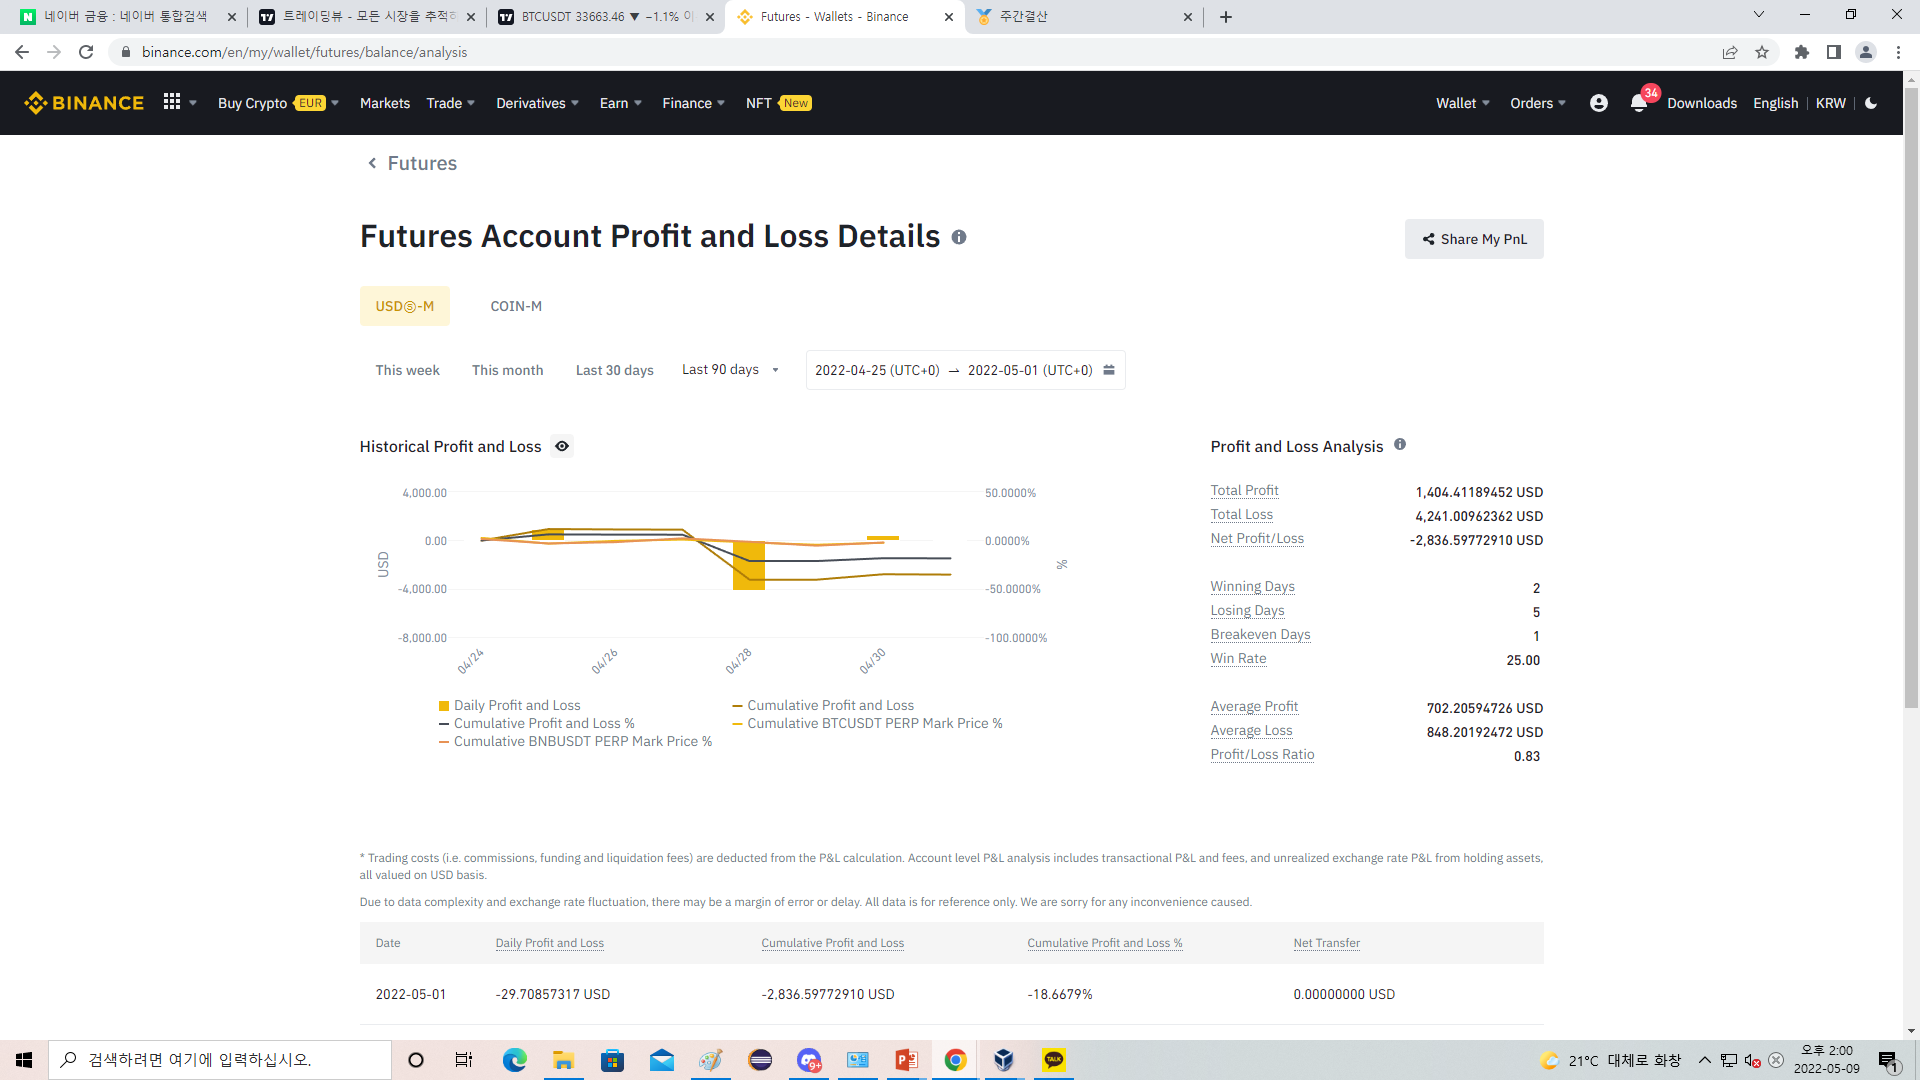 네이버 금융 : 네이버 통합검색
트레이딩뷰 - 모든 시장을 추적하
BTCUSDT 33663.46 ▼ −1.1% 이
Futures - Wallets - Binance
주간결산
binance.com/en/my/wallet/futures/balance/analysis
BINANCE Buy Crypto EUR Markets Trade Derivatives Earn Finance NFT New Wallet Orders 34 Downloads English KRW
Futures
Futures Account Profit and Loss Details
Share My PnL
USDⓈ-M COIN-M
This week This month Last 30 days Last 90 days 2022-04-25 (UTC+0) → 2022-05-01 (UTC+0)
Historical Profit and Loss
4,000.00 50.0000%
0.00 0.0000%
-4,000.00 -50.0000%
-8,000.00 -100.0000%
USD
%
04/24 04/26 04/28 04/30
Daily Profit and Loss Cumulative Profit and Loss
Cumulative Profit and Loss % Cumulative BTCUSDT PERP Mark Price %
Cumulative BNBUSDT PERP Mark Price %
Profit and Loss Analysis
Total Profit 1,404.41189452 USD
Total Loss 4,241.00962362 USD
Net Profit/Loss -2,836.59772910 USD
Winning Days 2
Losing Days 5
Breakeven Days 1
Win Rate 25.00
Average Profit 702.20594726 USD
Average Loss 848.20192472 USD
Profit/Loss Ratio 0.83
* Trading costs (i.e. commissions, funding and liquidation fees) are deducted from the P&L calculation. Account level P&L analysis includes transactional P&L and fees, and unrealized exchange rate P&L from holding assets,
all valued on USD basis.
Due to data complexity and exchange rate fluctuation, there may be a margin of error or delay. All data is for reference only. We are sorry for any inconvenience caused.
Date Daily Profit and Loss Cumulative Profit and Loss Cumulative Profit and Loss % Net Transfer
2022-05-01 -29.70857317 USD -2,836.59772910 USD -18.6679% 0.00000000 USD
검색하려면 여기에 입력하십시오.
9+
TALK
21°C 대체로 화창
오후 2:00
2022-05-09
1